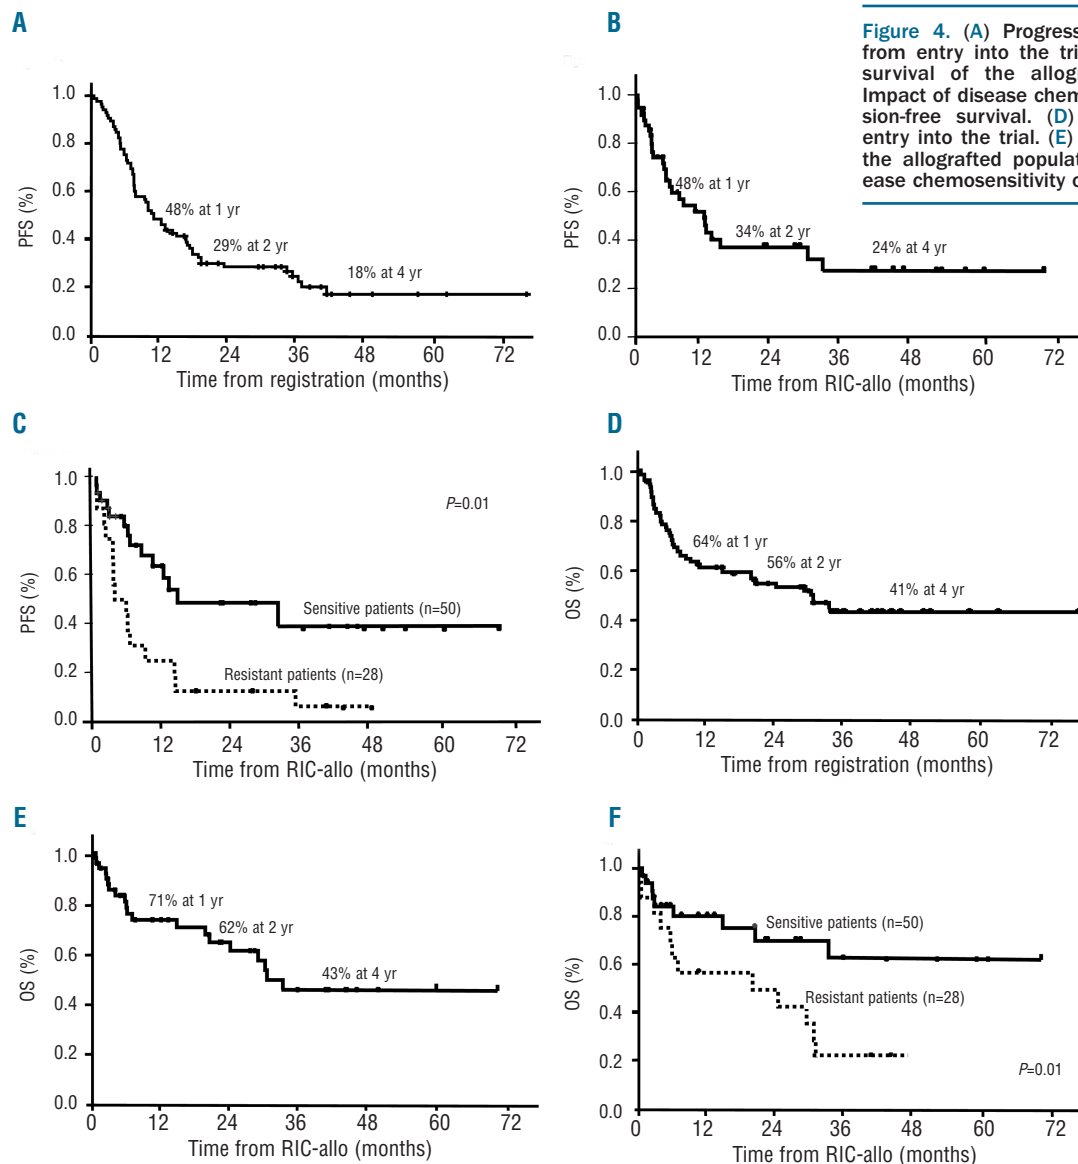 A
PFS (%)
1.0
0.8
0.6
0.4
0.2
0.0
48% at 1 yr
29% at 2 yr
18% at 4 yr
0 12 24 36 48 60 72
Time from registration (months)
B
PFS (%)
1.0
0.8
0.6
0.4
0.2
0.0
48% at 1 yr
34% at 2 yr
24% at 4 yr
0 12 24 36 48 60 72
Time from RIC-allo (months)
Figure 4. (A) Progress
from entry into the tri
survival of the allog
Impact of disease chem
sion-free survival. (D)
entry into the trial. (E)
the allografted populat
ease chemosensitivity o
C
PFS (%)
1.0
0.8
0.6
0.4
0.2
0.0
P=0.01
Sensitive patients (n=50)
Resistant patients (n=28)
0 12 24 36 48 60 72
Time from RIC-allo (months)
D
OS (%)
1.0
0.8
0.6
0.4
0.2
0.0
64% at 1 yr
56% at 2 yr
41% at 4 yr
0 12 24 36 48 60 72
Time from registration (months)
E
OS (%)
1.0
0.8
0.6
0.4
0.2
0.0
71% at 1 yr
62% at 2 yr
43% at 4 yr
0 12 24 36 48 60 72
Time from RIC-allo (months)
F
OS (%)
1.0
0.8
0.6
0.4
0.2
0.0
Sensitive patients (n=50)
Resistant patients (n=28)
P=0.01
0 12 24 36 48 60 72
Time from RIC-allo (months)